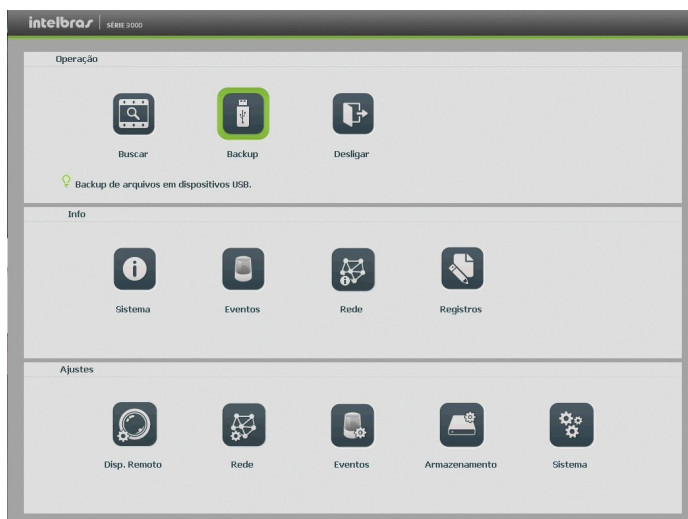 intelbras SÉRIE 3000
Operação
Buscar Backup Desligar
Backup de arquivos em dispositivos USB.
Info
Sistema Eventos Rede Registros
Ajustes
Disp. Remoto Rede Eventos Armazenamento Sistema